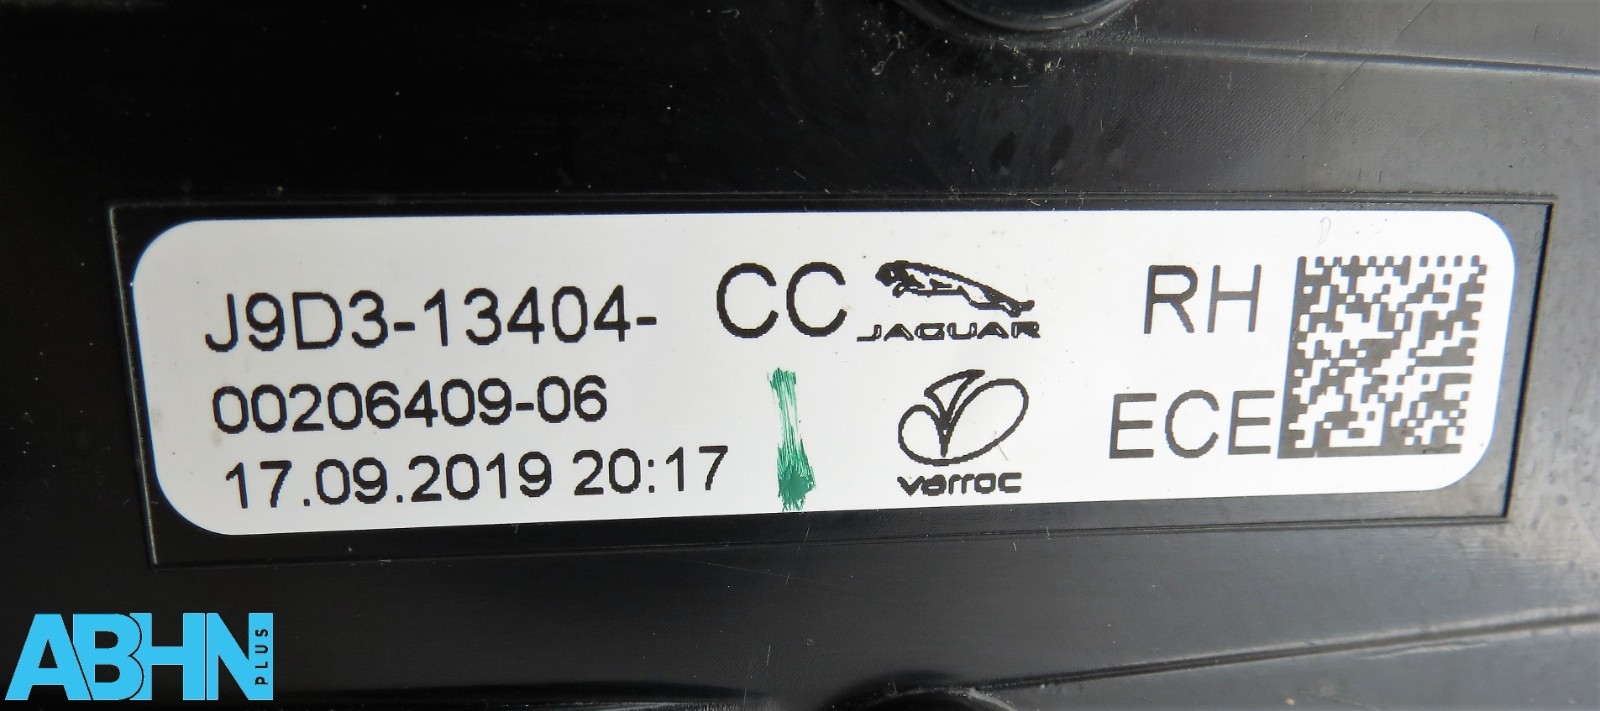 J9D3-13404- CC JAGUAR RH
00206409-06 ECE
17.09.2019 20:17 varroc
ABHN PLUS